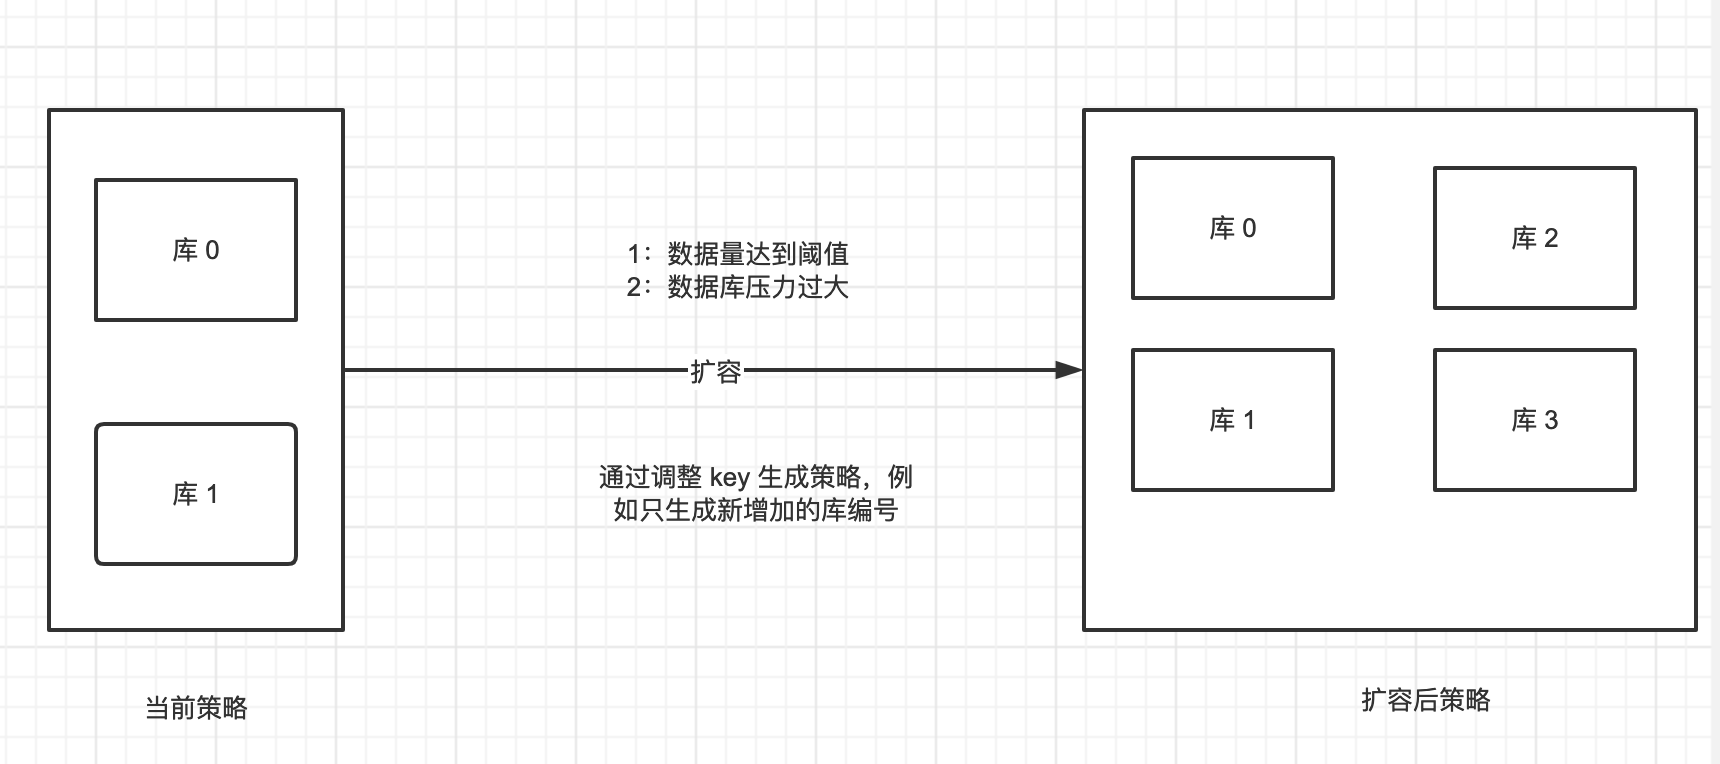 库 0
库 1
当前策略
1：数据量达到阈值
2：数据库压力过大
扩容
通过调整 key 生成策略，例
如只生成新增加的库编号
库 0
库 2
库 1
库 3
扩容后策略